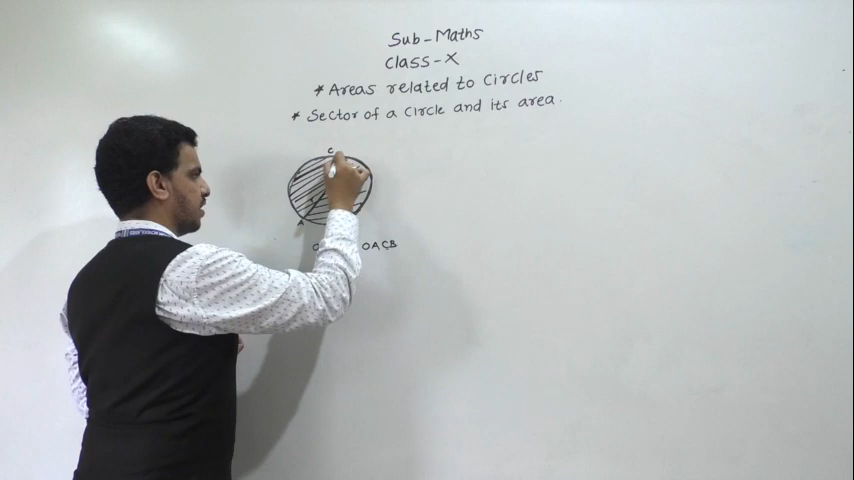 Sub-Maths
Class-X
* Areas related to Circles
* Sector of a Circle and its area.
C
A
OACB